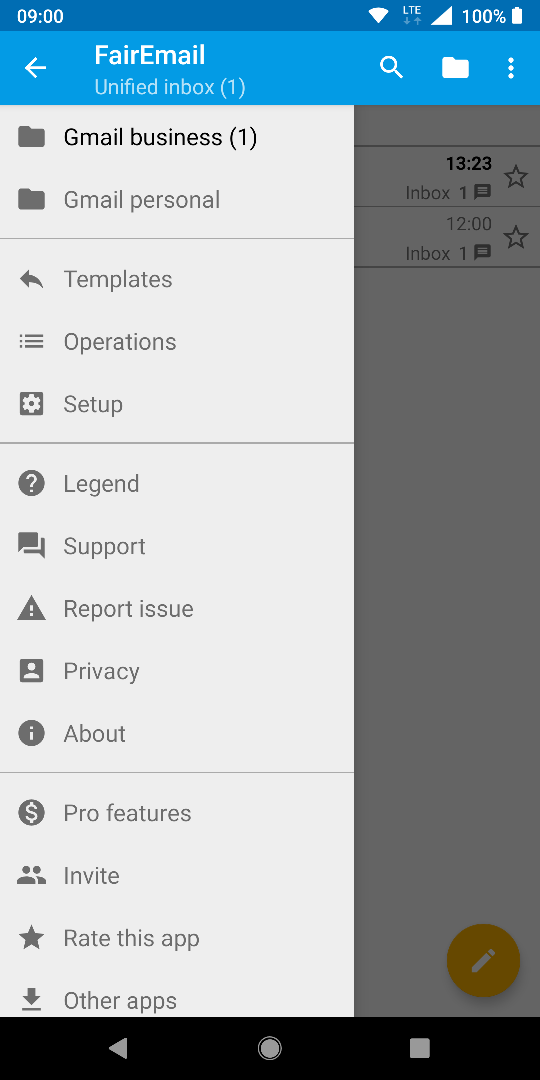 09:00
LTE
100%
FairEmail
Unified inbox (1)
Gmail business (1)
13:23
Inbox 1
Gmail personal
12:00
Inbox 1
Templates
Operations
Setup
Legend
Support
Report issue
Privacy
About
Pro features
Invite
Rate this app
Other apps